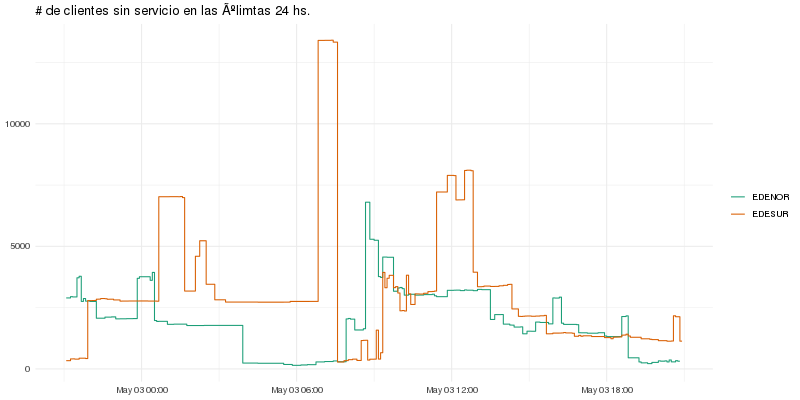 # de clientes sin servicio en las Ãºlimtas 24 hs.
10000
5000
0
May 03 00:00
May 03 06:00
May 03 12:00
May 03 18:00
EDENOR
EDESUR